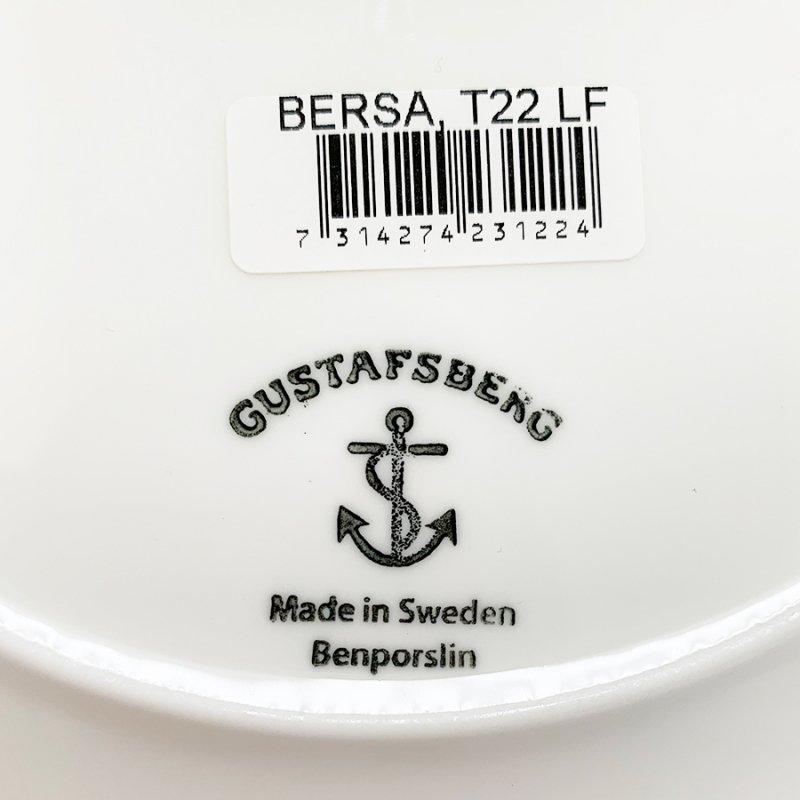 BERSA, T22 LF
7 314274 231224
GUSTAFSBERG
Made in Sweden
Benporslin